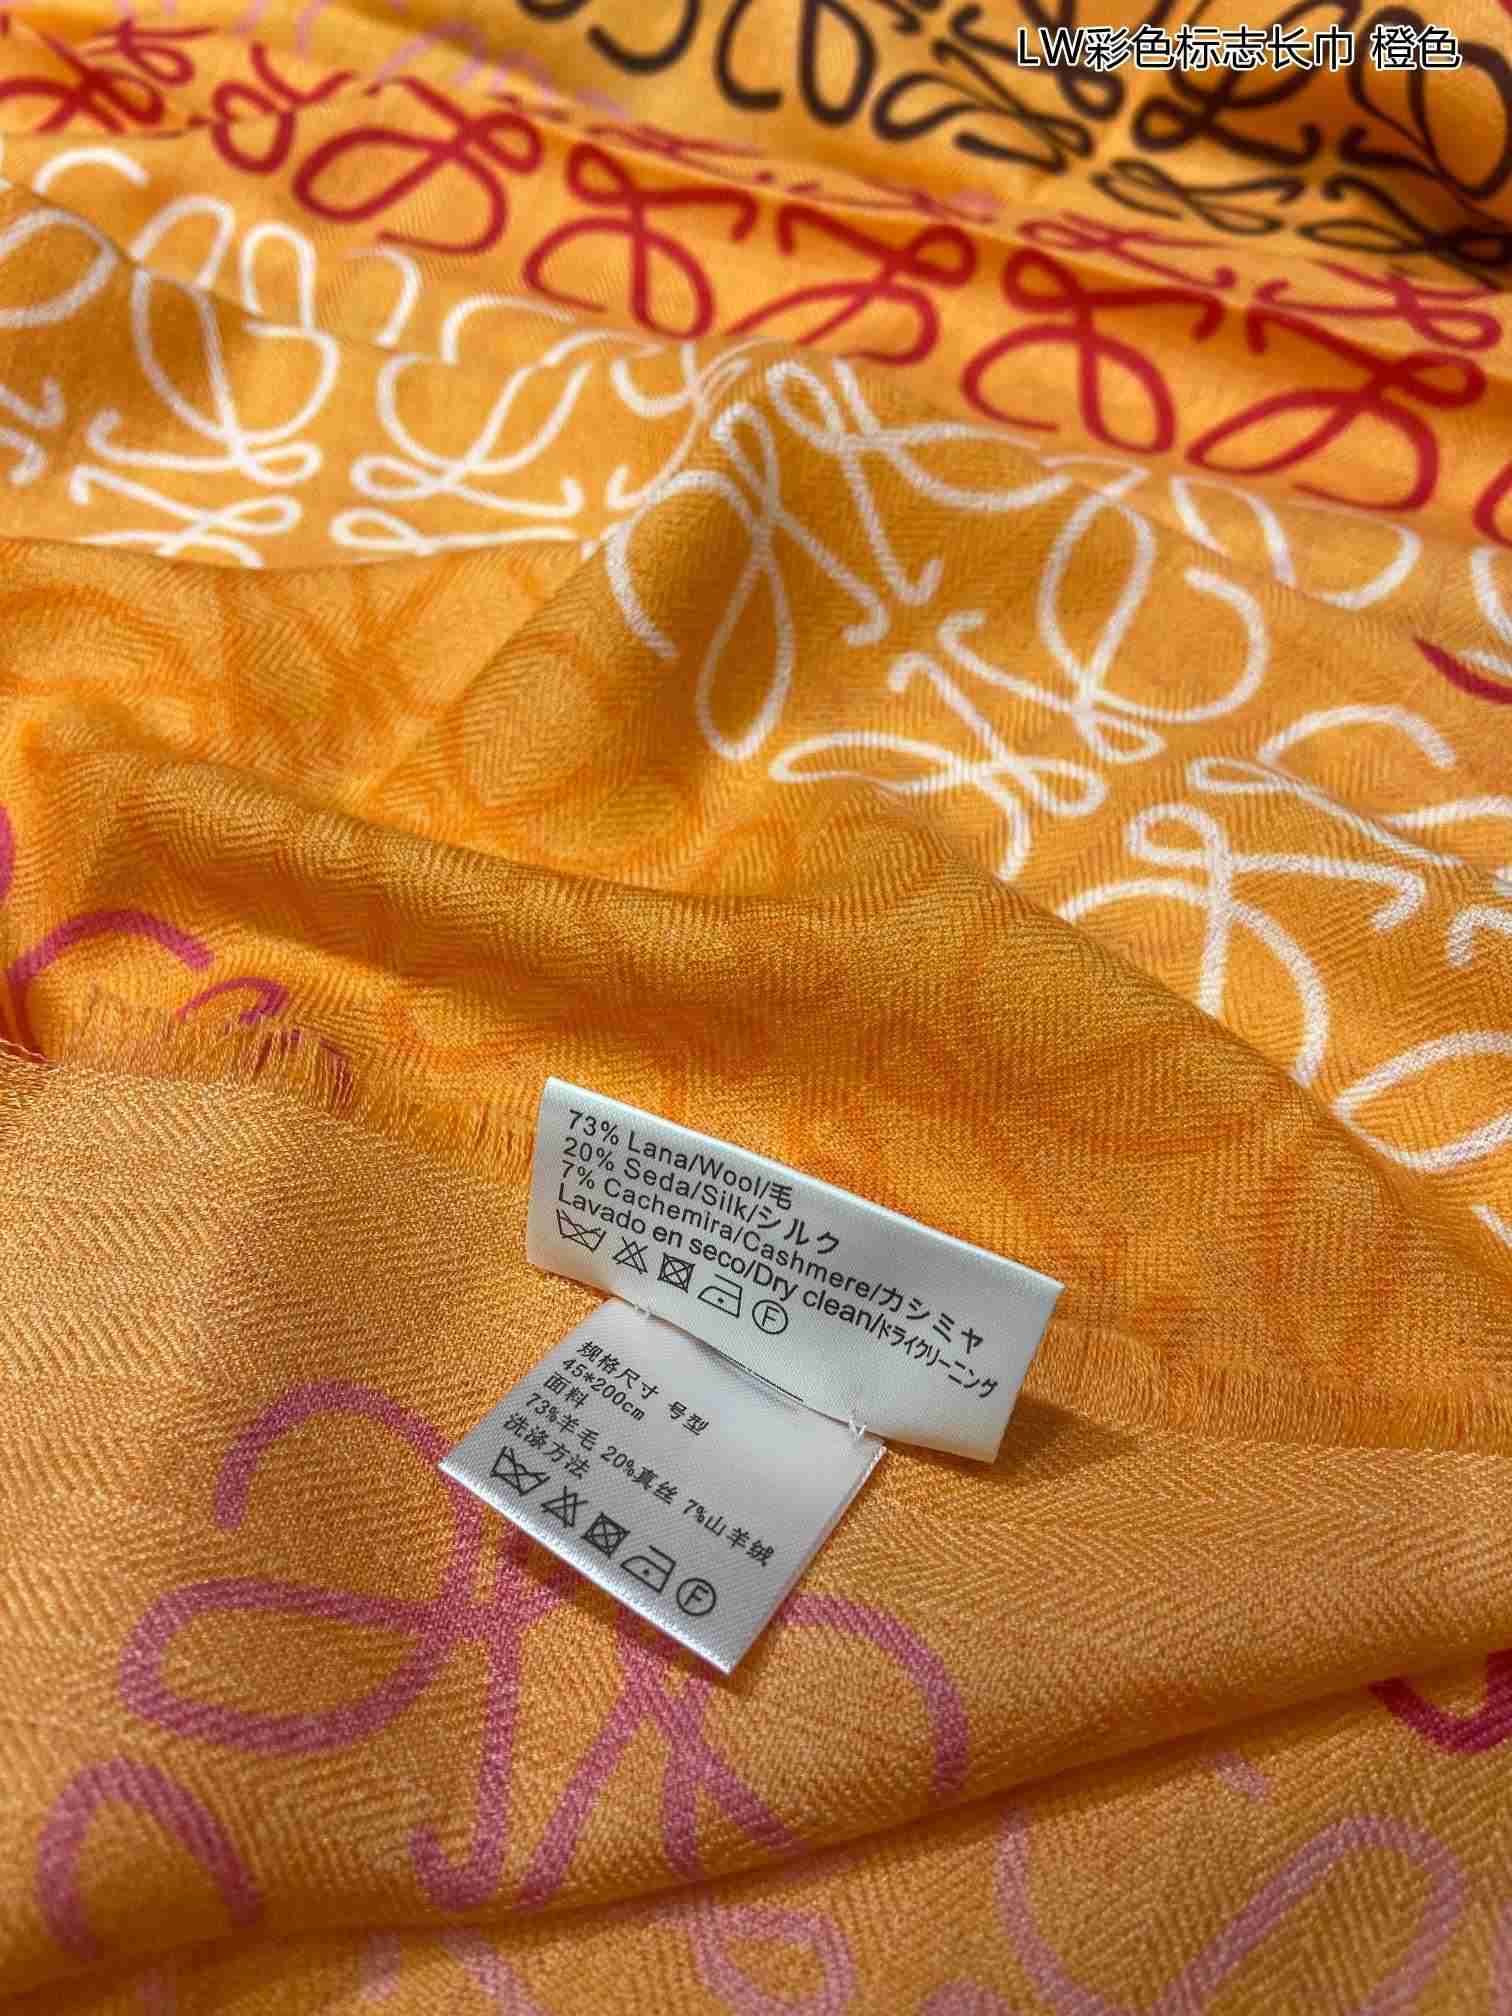 LW彩色标志长巾 橙色
73% Lana/Wool/毛
20% Seda/Silk/シルク
7% Cachemira/Cashmere/カシミヤ
Lavado en seco/Dry clean/ドライクリーニング
F
规格尺寸 号型
45*200cm
面料
73%羊毛 20%真丝 7%山羊绒
洗涤方法
F